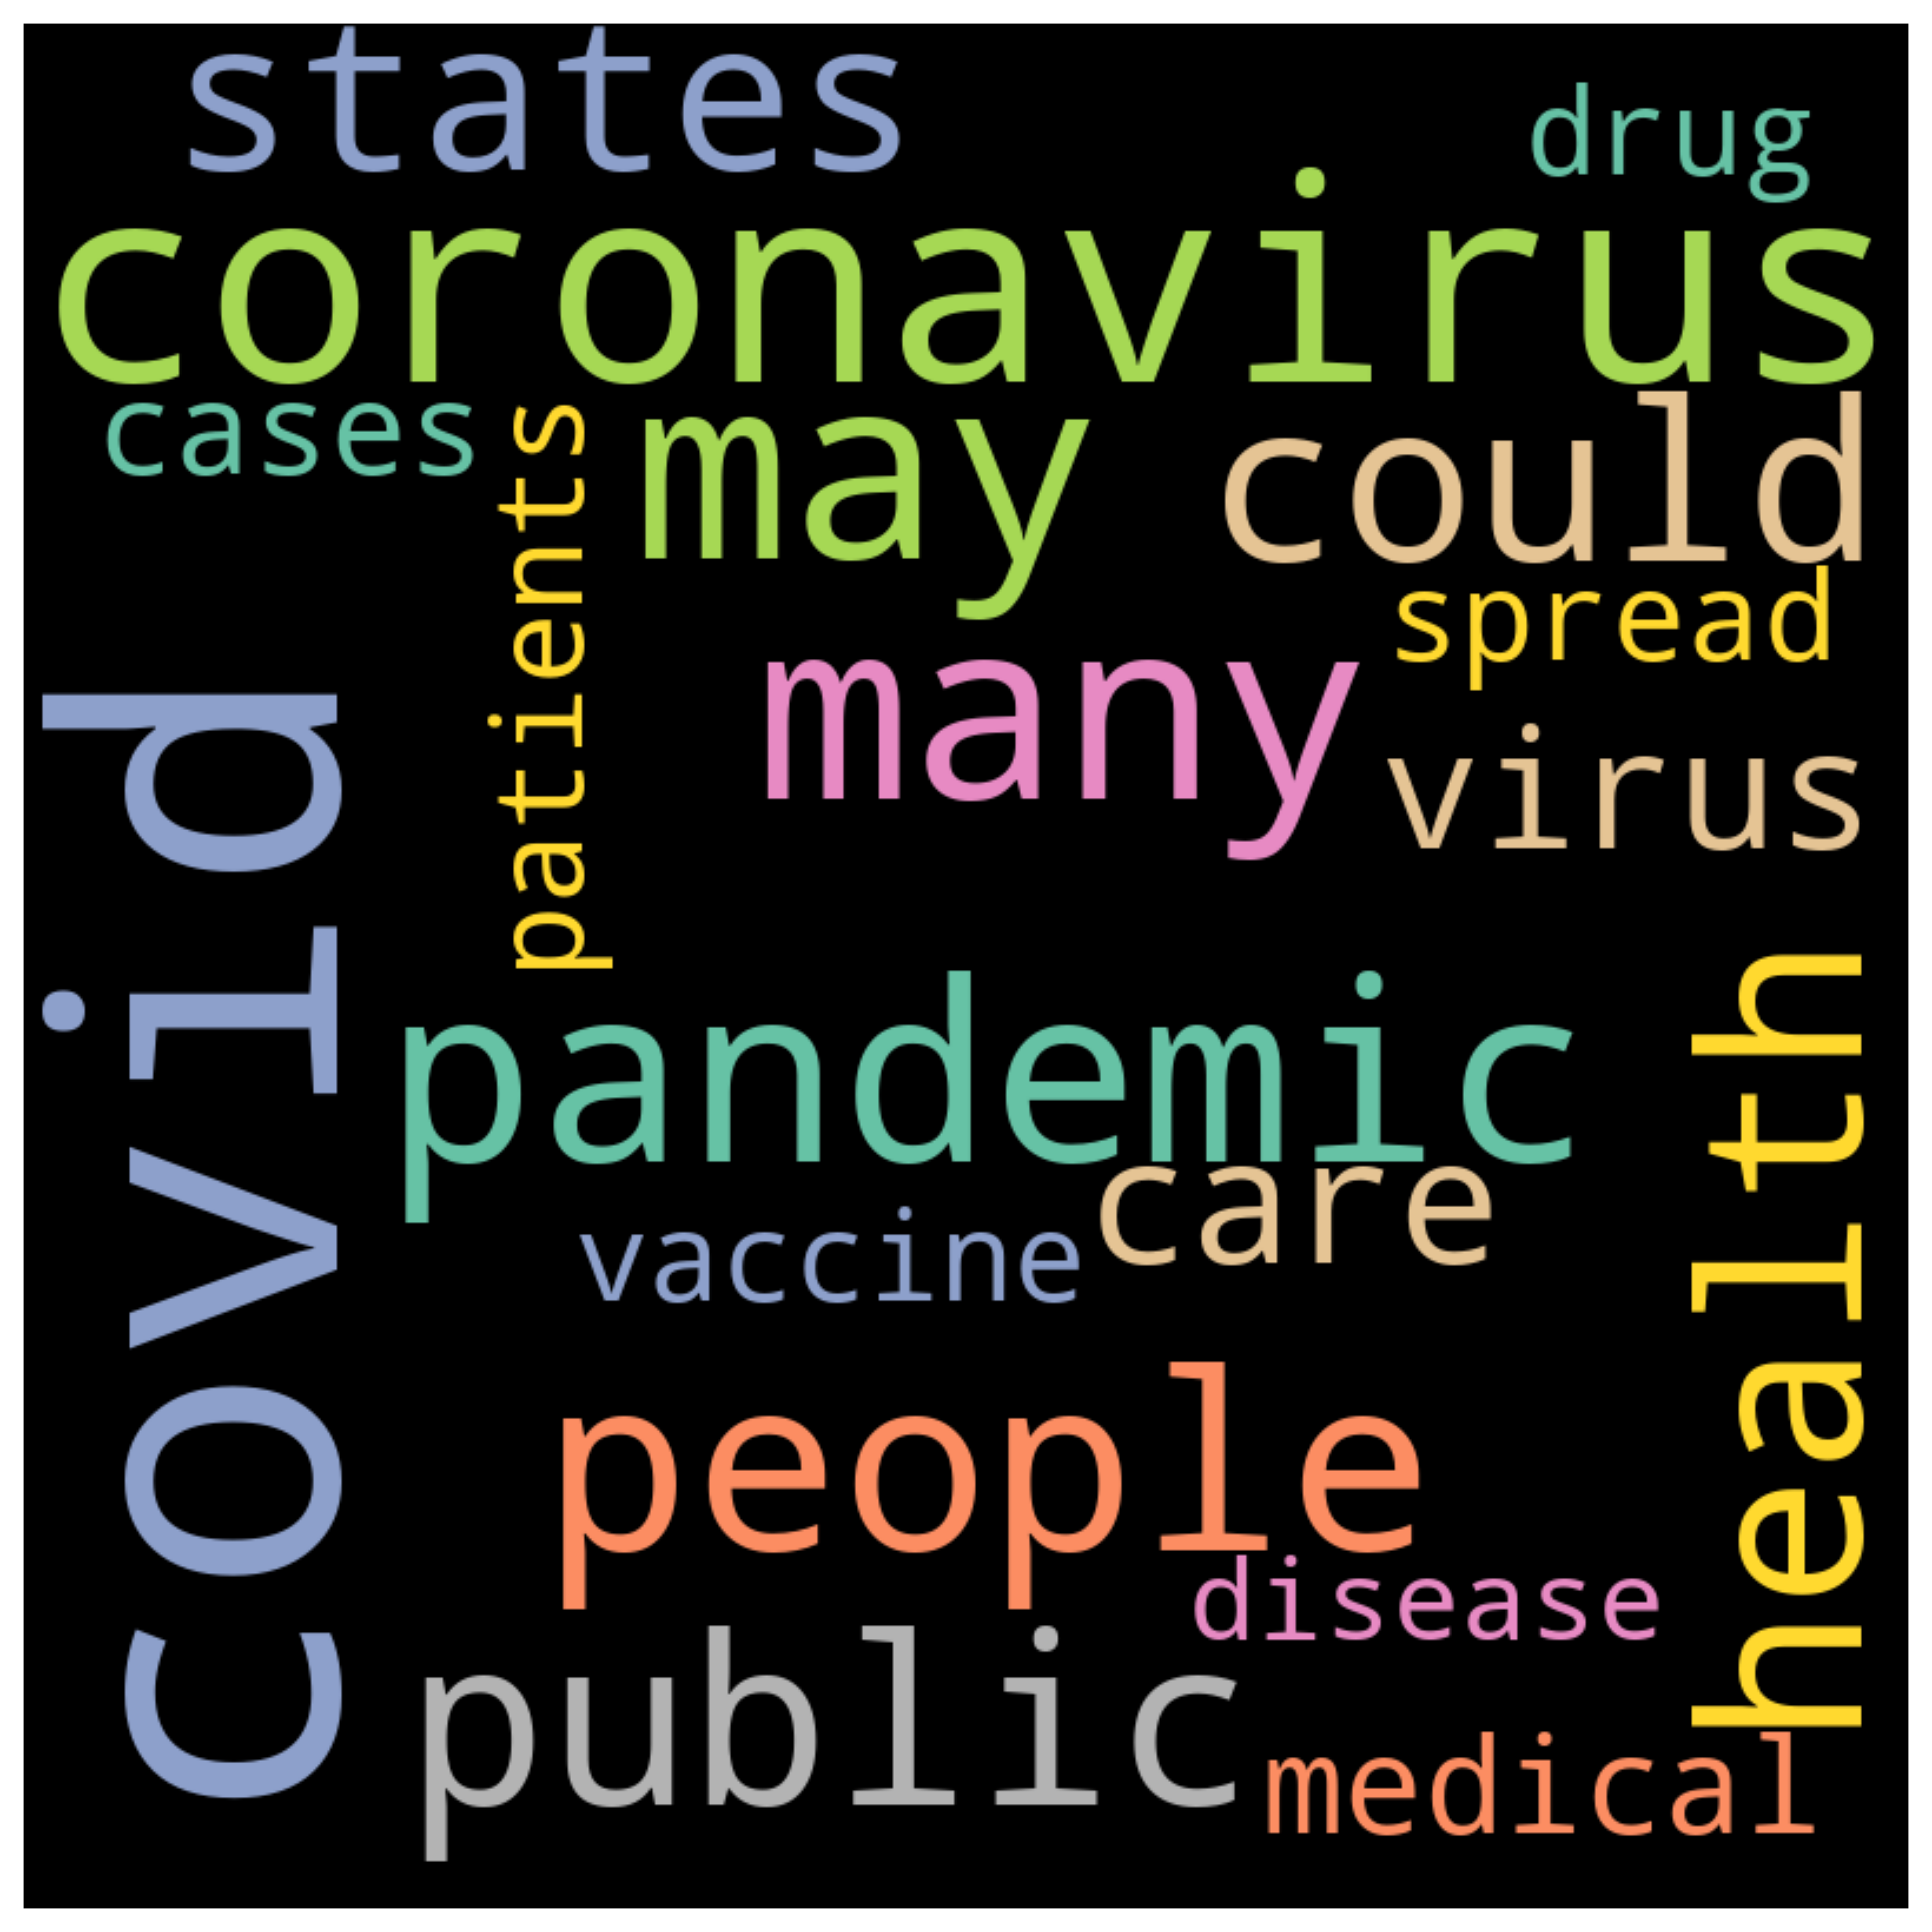 states
drug
coronavirus
cases
patients
may
could
spread
many
virus
covid
pandemic
health
care
vaccine
people
disease
public
medical